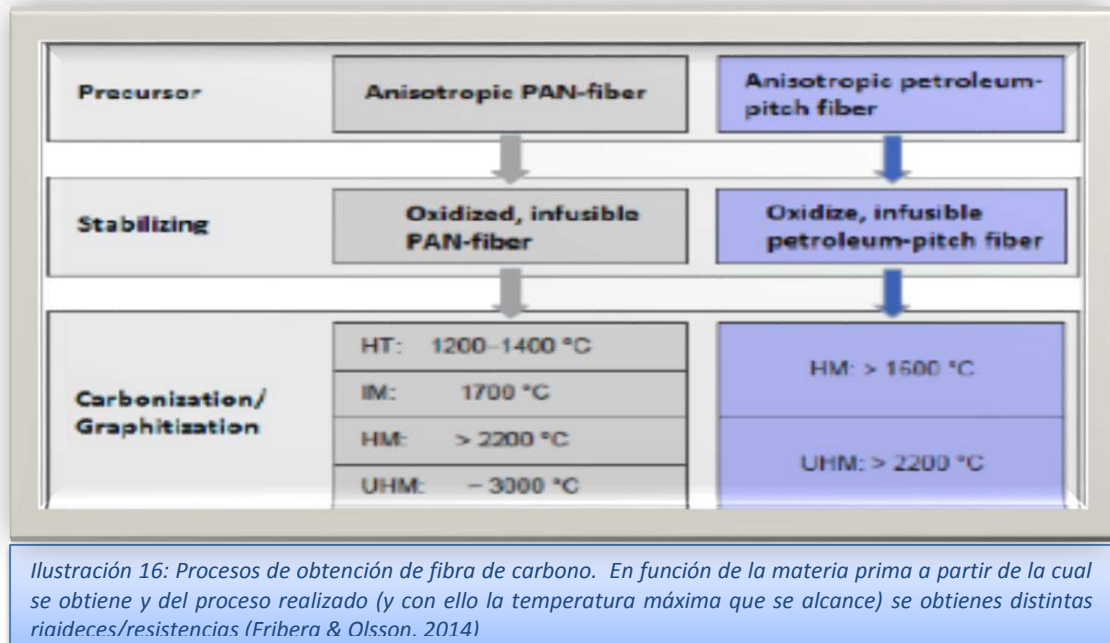 Precursor
Anisotropic PAN-fiber
Anisotropic petroleum-
pitch fiber
Stabilizing
Oxidized, infusible
PAN-fiber
Oxidize, infusible
petroleum-pitch fiber
Carbonization/
Graphitization
HT: 1200–1400 °C
IM: 1700 °C
HM: > 2200 °C
UHM: ~ 3000 °C
HM: > 1600 °C
UHM: > 2200 °C
Ilustración 16: Procesos de obtención de fibra de carbono. En función de la materia prima a partir de la cual
se obtiene y del proceso realizado (y con ello la temperatura máxima que se alcance) se obtienes distintas
rigideces/resistencias (Friberg & Olsson, 2014)